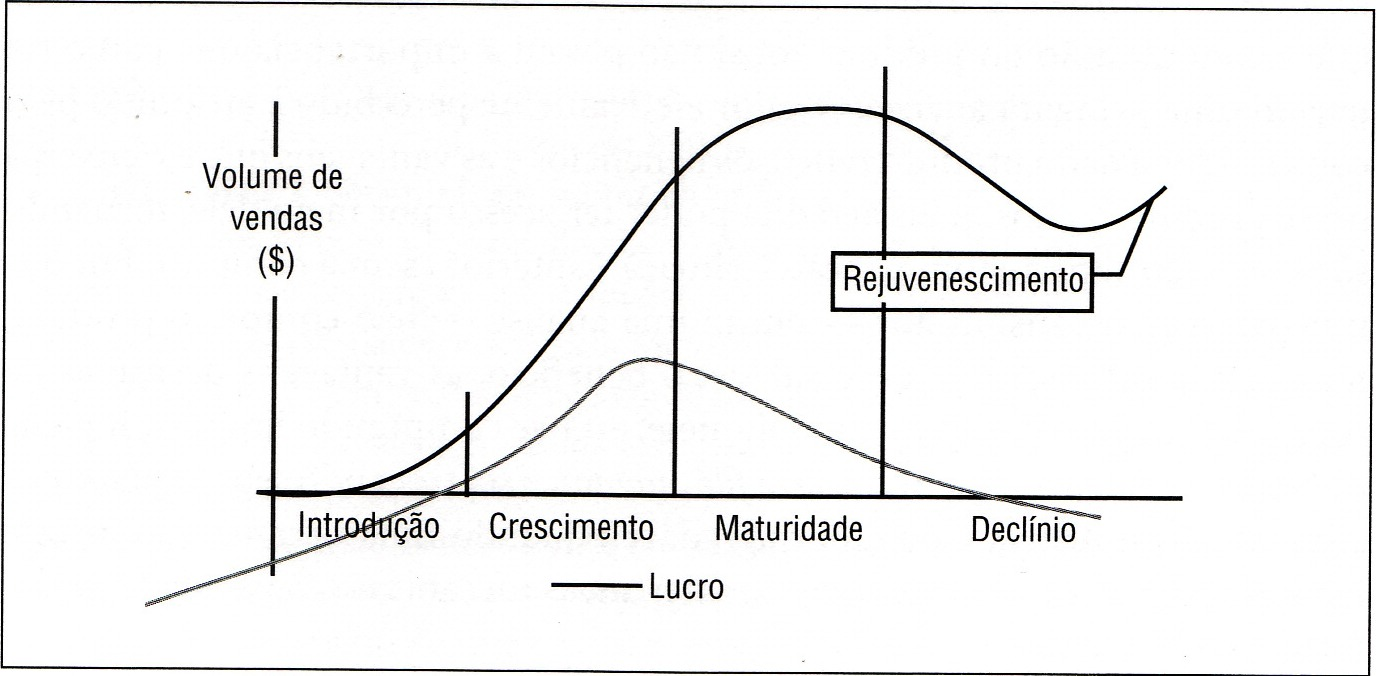 Volume de
vendas
($)
Rejuvenescimento
Introdução
Crescimento
Maturidade
Declínio
Lucro